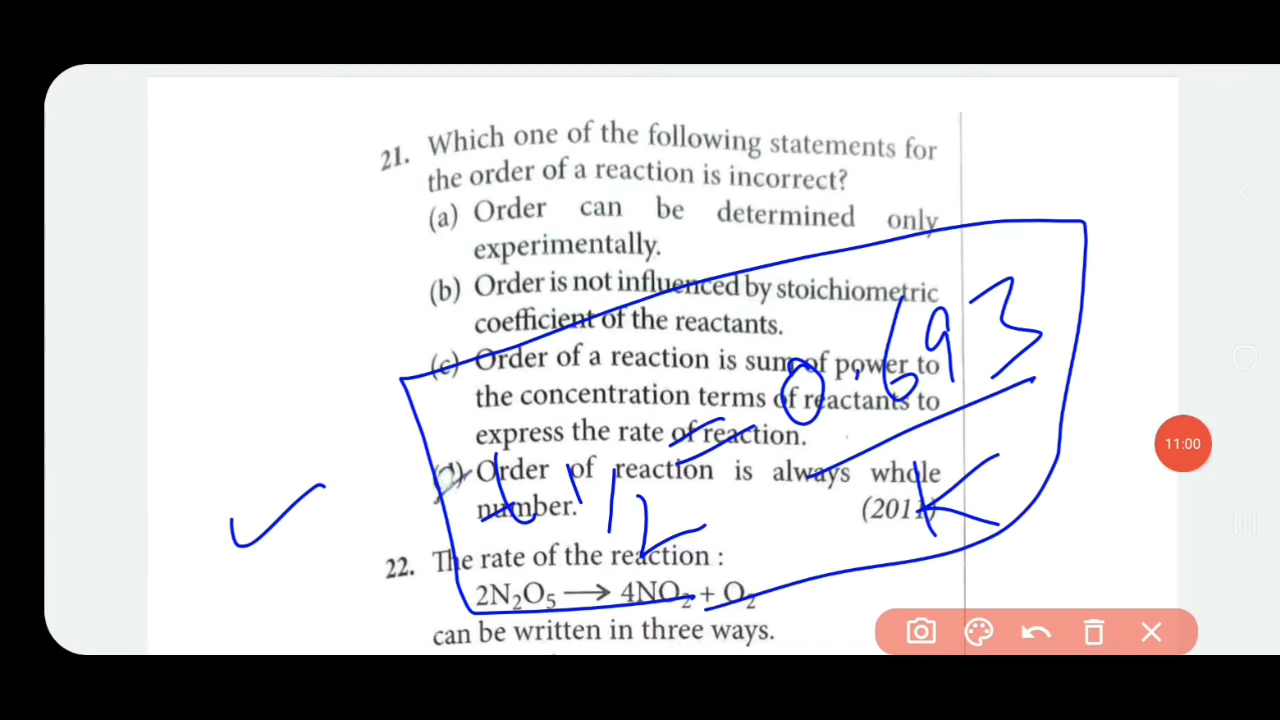 21. Which one of the following statements for
the order of a reaction is incorrect?
(a) Order can be determined only
experimentally.
(b) Order is not influenced by stoichiometric
coefficient of the reactants.
(c) Order of a reaction is sum of power to
the concentration terms of reactants to
express the rate of reaction.
(d) Order of reaction is always whole
number. (2011)
t 1/2 = 0.693
K
22. The rate of the reaction :
2N₂O₅ → 4NO₂ + O₂
can be written in three ways.
11:00